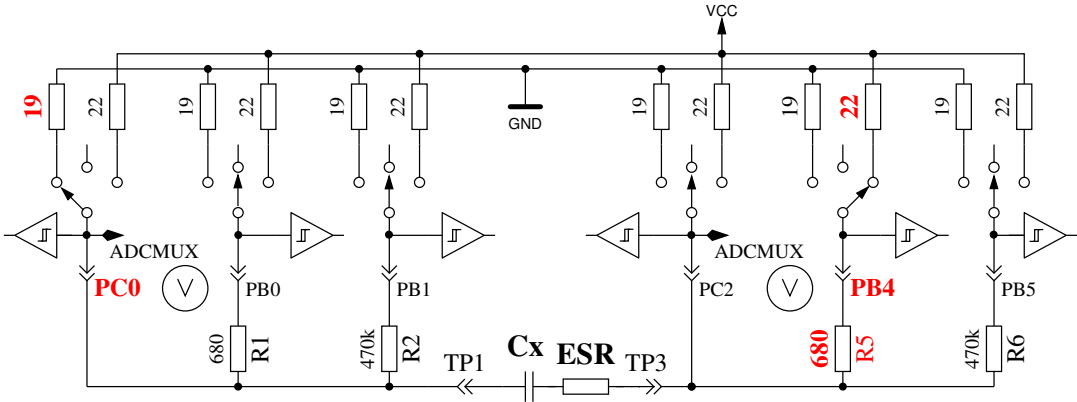 VCC
19
22
19
22
19
22
GND
19
22
19
22
19
22
ADCMUX
ADCMUX
PC0
V
PB0
PB1
PC2
V
PB4
PB5
680
R1
470k
R2
680
R5
470k
R6
TP1
Cx
ESR
TP3